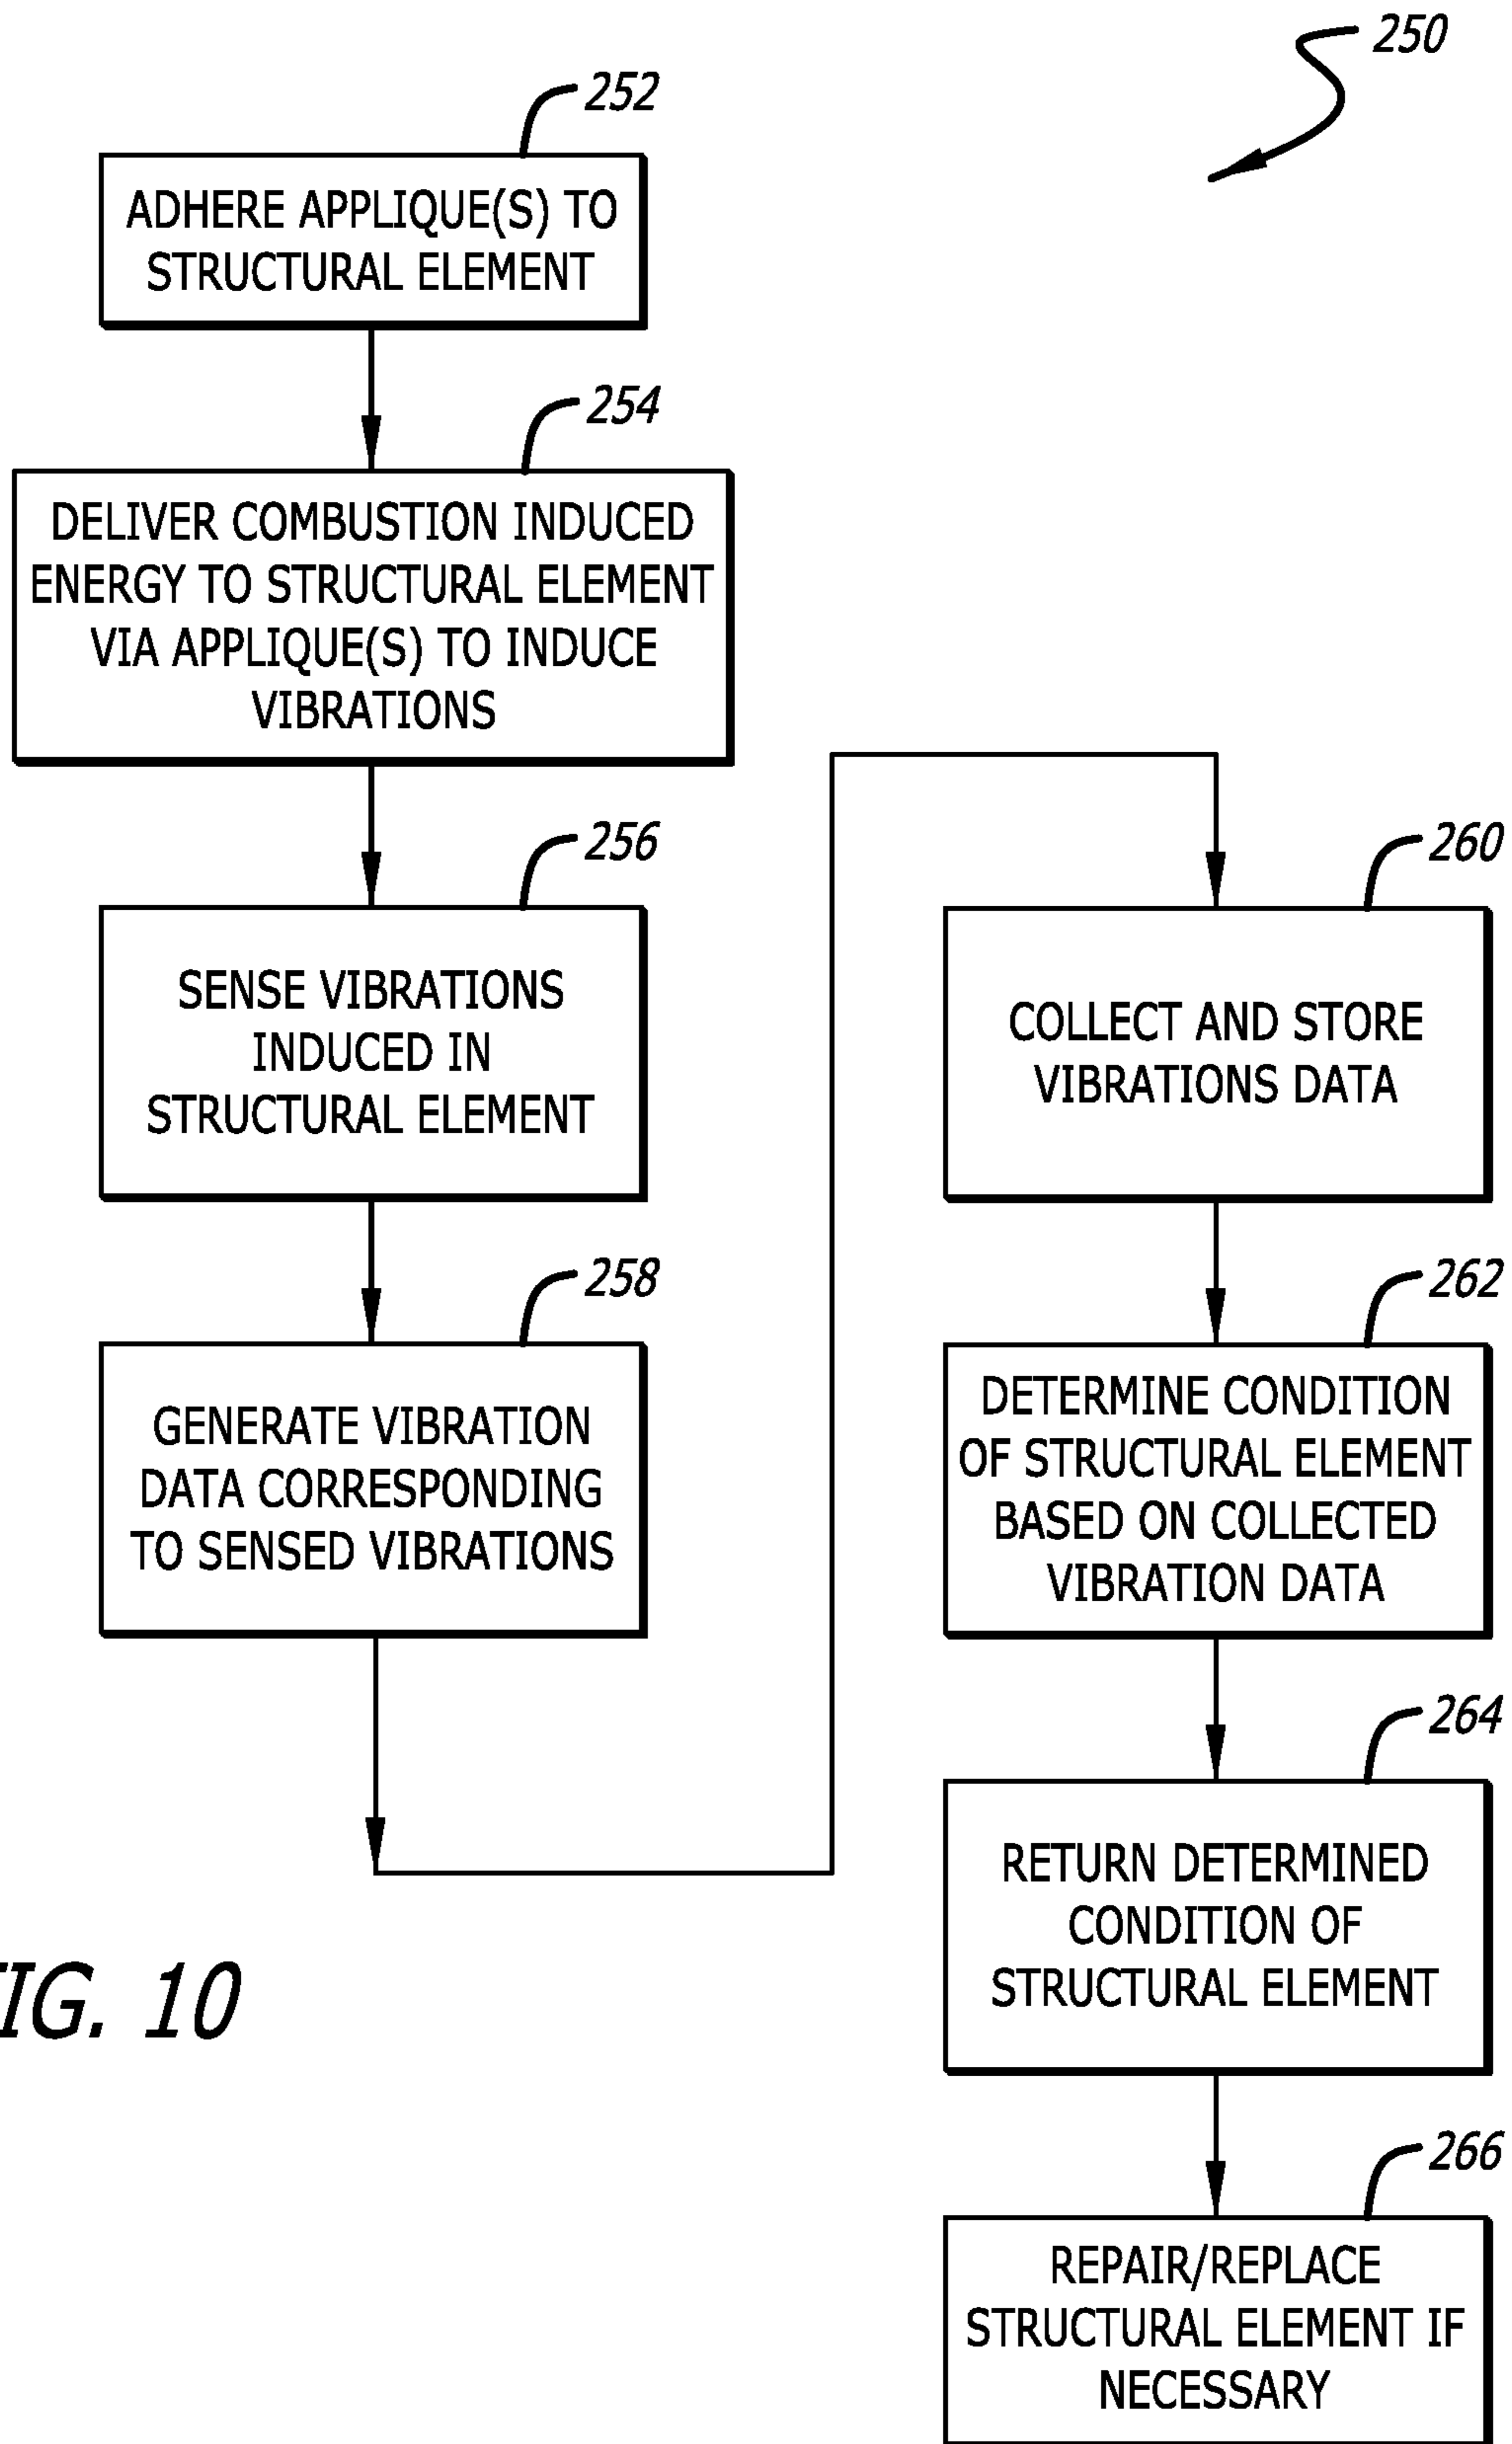 250
252
ADHERE APPLIQUE(S) TO
STRUCTURAL ELEMENT
254
DELIVER COMBUSTION INDUCED
ENERGY TO STRUCTURAL ELEMENT
VIA APPLIQUE(S) TO INDUCE
VIBRATIONS
256
SENSE VIBRATIONS
INDUCED IN
STRUCTURAL ELEMENT
258
GENERATE VIBRATION
DATA CORRESPONDING
TO SENSED VIBRATIONS
260
COLLECT AND STORE
VIBRATIONS DATA
262
DETERMINE CONDITION
OF STRUCTURAL ELEMENT
BASED ON COLLECTED
VIBRATION DATA
264
RETURN DETERMINED
CONDITION OF
STRUCTURAL ELEMENT
266
REPAIR/REPLACE
STRUCTURAL ELEMENT IF
NECESSARY
FIG. 10